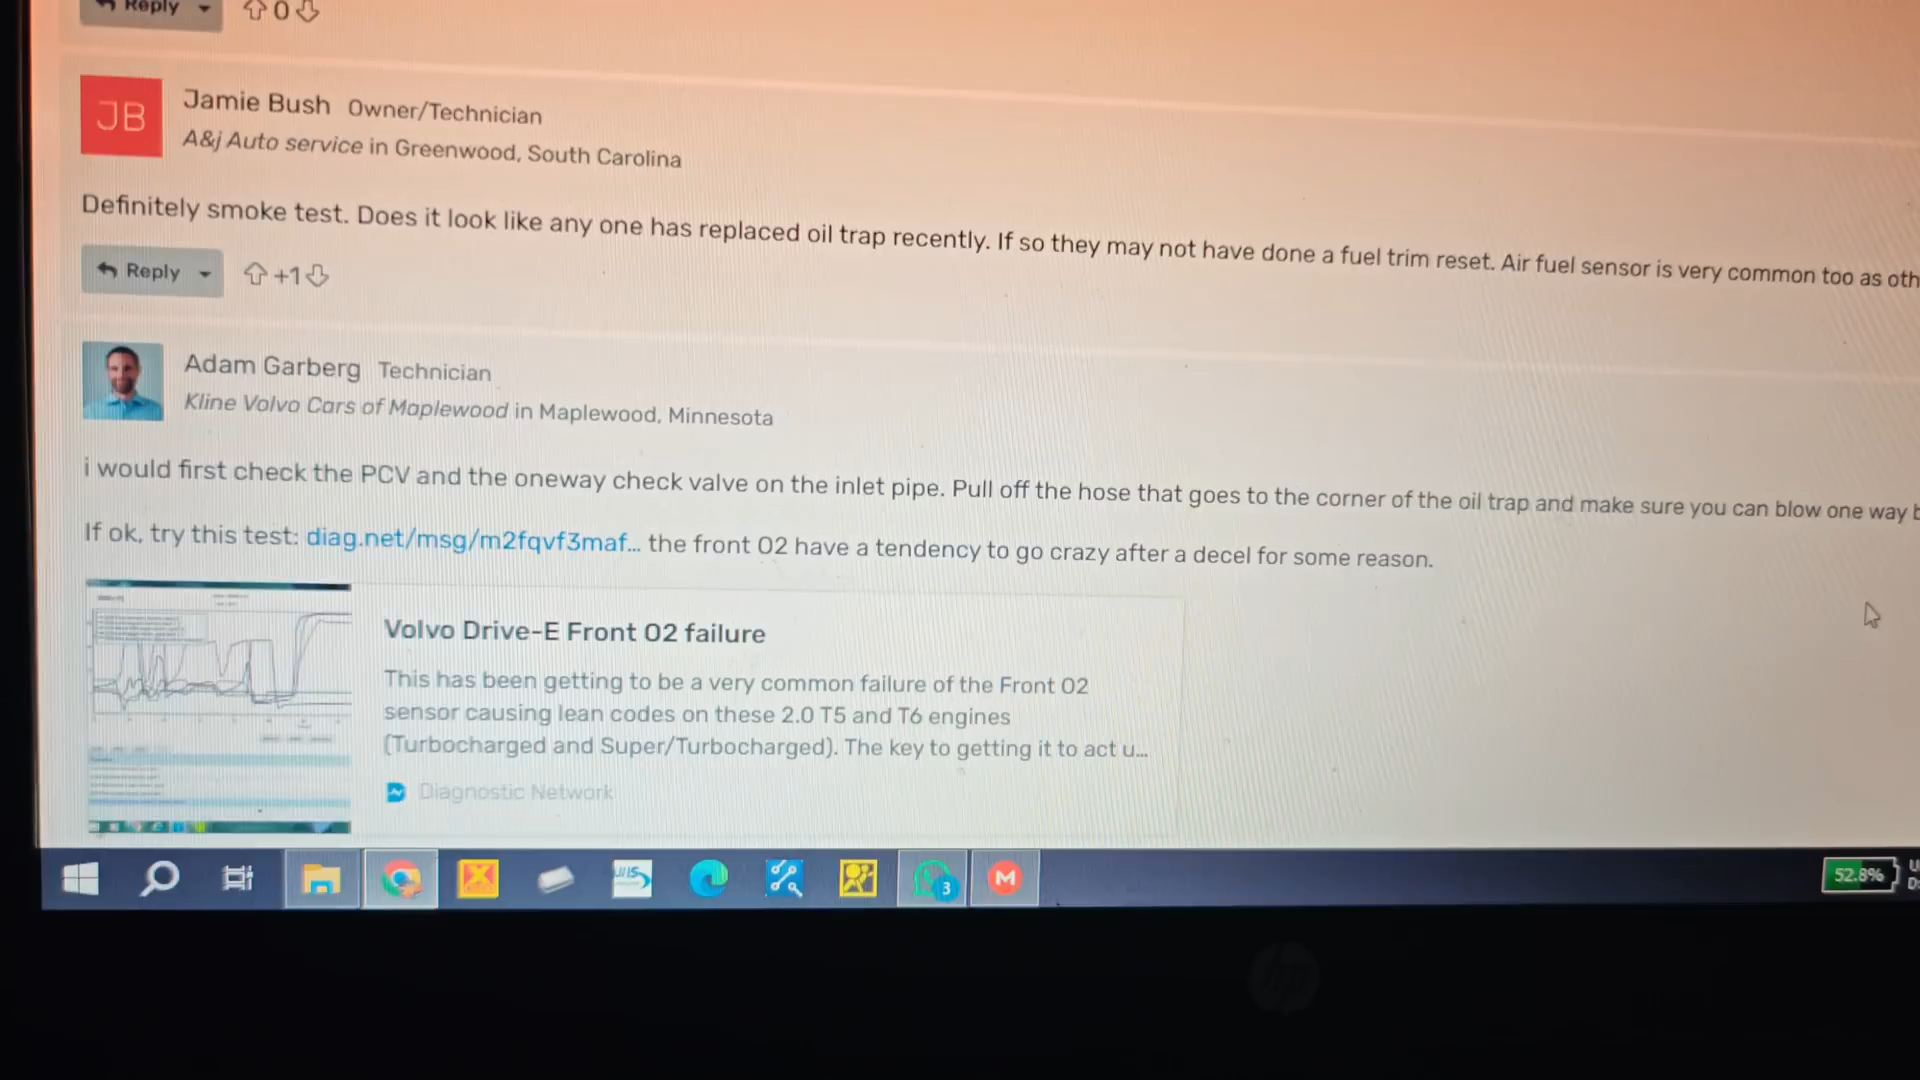 Reply
0
JB
Jamie Bush Owner/Technician
A&j Auto service in Greenwood, South Carolina
Definitely smoke test. Does it look like any one has replaced oil trap recently. If so they may not have done a fuel trim reset. Air fuel sensor is very common too as oth
Reply
+1
Adam Garberg Technician
Kline Volvo Cars of Maplewood in Maplewood, Minnesota
i would first check the PCV and the oneway check valve on the inlet pipe. Pull off the hose that goes to the corner of the oil trap and make sure you can blow one way b
If ok, try this test: diag.net/msg/m2fqvf3maf... the front O2 have a tendency to go crazy after a decel for some reason.
Volvo Drive-E Front O2 failure
This has been getting to be a very common failure of the Front O2
sensor causing lean codes on these 2.0 T5 and T6 engines
(Turbocharged and Super/Turbocharged). The key to getting it to act u...
Diagnostic Network
3
M
52.8%
U
D:
hp